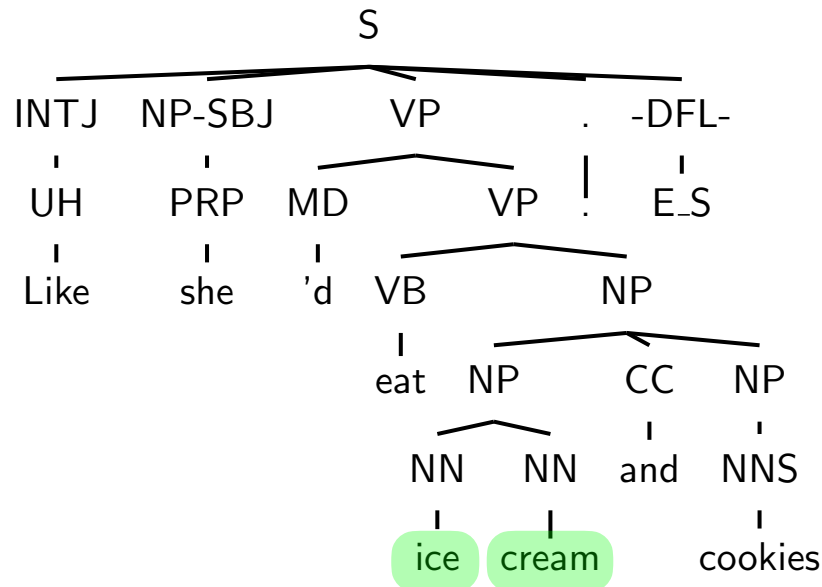 S
INTJ NP-SBJ VP . -DFL-
UH PRP MD VP . E_S
Like she 'd VB NP
eat NP CC NP
NN NN and NNS
ice cream cookies